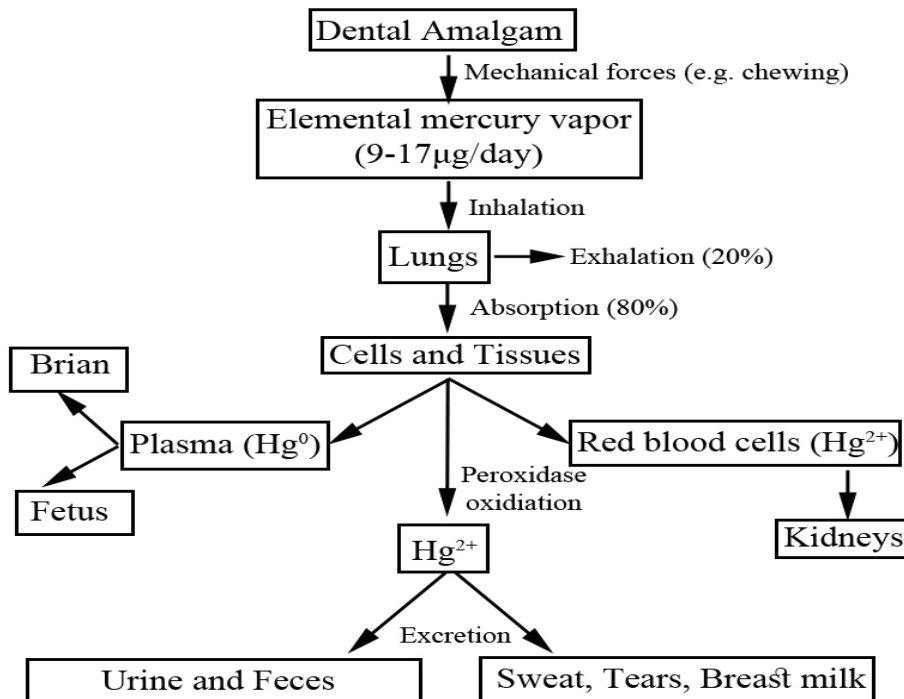 Dental Amalgam
Mechanical forces (e.g. chewing)
Elemental mercury vapor
(9-17μg/day)
Inhalation
Lungs
Exhalation (20%)
Absorption (80%)
Cells and Tissues
Brian
Plasma (Hg⁰)
Red blood cells (Hg²⁺)
Fetus
Peroxidase
oxidiation
Kidneys
Hg²⁺
Excretion
Urine and Feces
Sweat, Tears, Breast milk